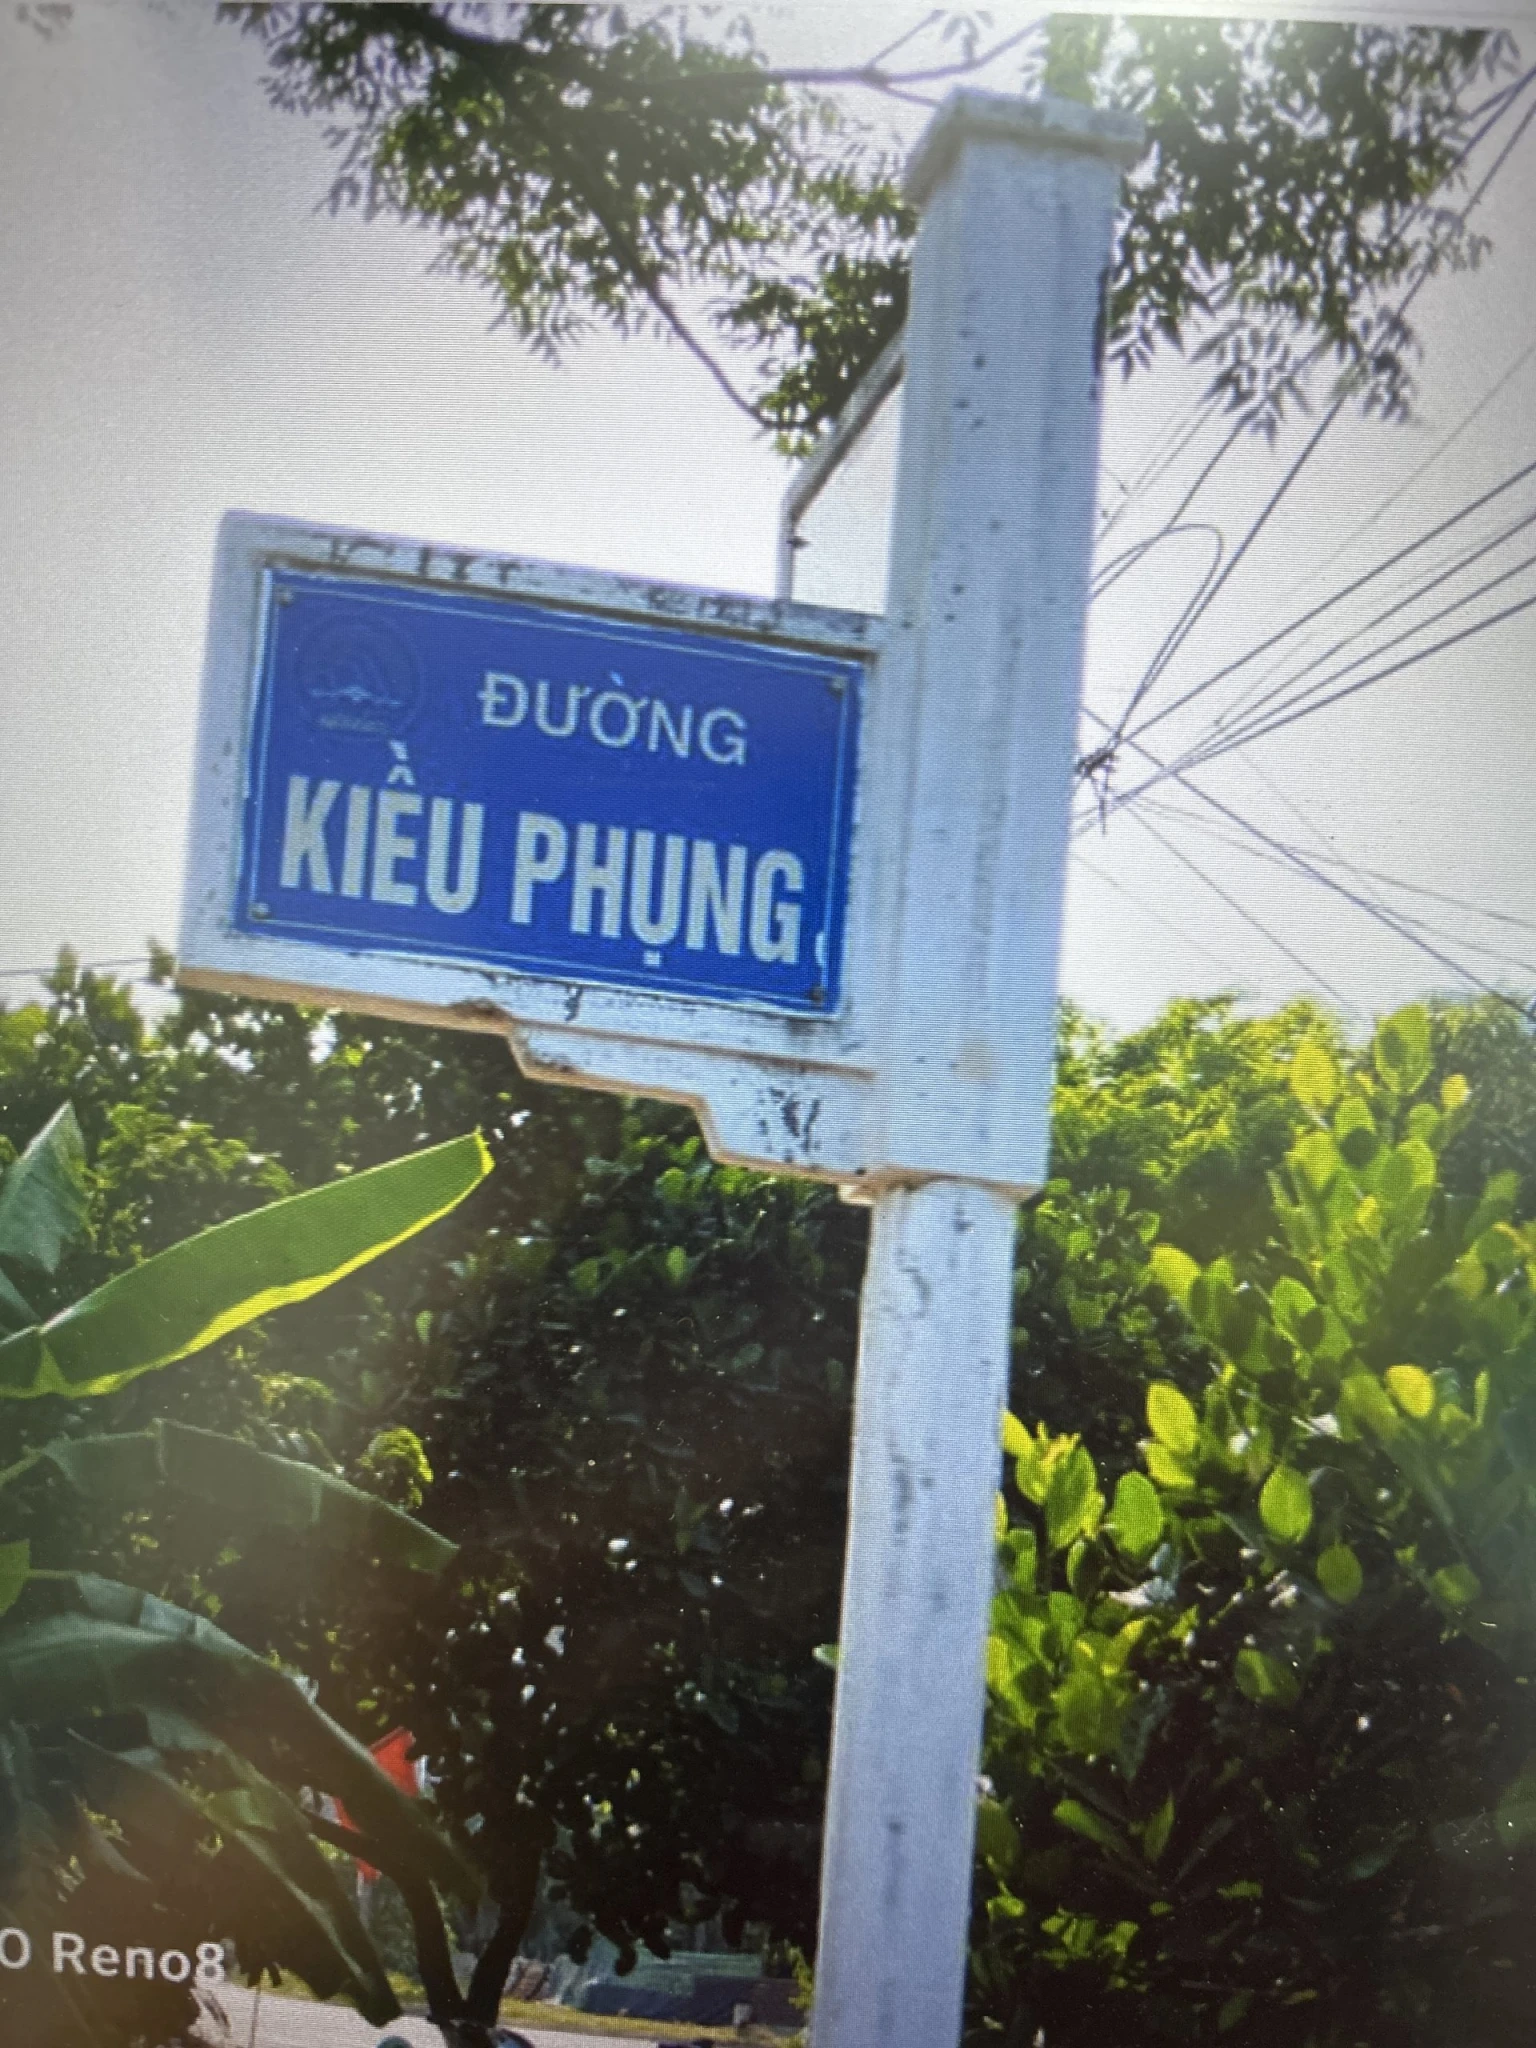 ĐƯỜNG
KIỀU PHỤNG
O Reno8